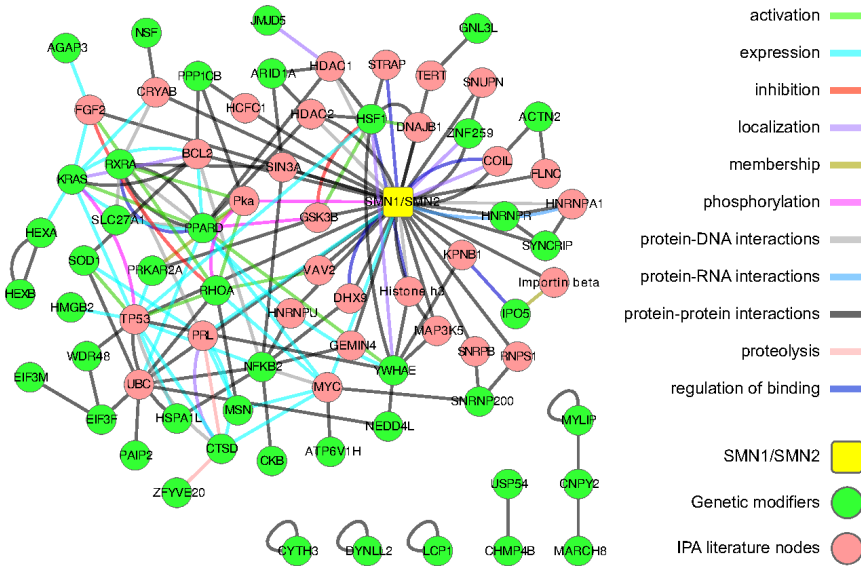 JMJD5
NSF
GNL3L
activation
AGAP3
STRAP
HDAC1
PPP1CB
ARID1A
TERT
expression
SNUPN
CRYAB
FGF2
HCFC1
HDAC2
HSF1
DNAJB1
ZNF259
ACTN2
inhibition
localization
RXRA
BCL2
SIN3A
COIL
FLNC
membership
KRAS
Pka
SMN1/SMN2
HNRNPA1
phosphorylation
SLC27A1
PPARD
GSK3B
HNRNPR
HEXA
SYNCRIP
protein-DNA interactions
SOD1
PRKAR2A
VAV2
KPNB1
HEXB
RHOA
DHX9
Histone h3
Importin beta
protein-RNA interactions
HMGB2
TP53
HNRNPU
IPO5
protein-protein interactions
PRL
GEMIN4
MAP3K5
WDR48
SNRPB
RNPS1
proteolysis
EIF3M
UBC
NFKB2
YWHAE
MYC
regulation of binding
EIF3F
HSPA1L
MSN
NEDD4L
SNRNP200
MYLIP
PAIP2
CTSD
CKB
ATP6V1H
SMN1/SMN2
ZFYVE20
USP54
CNPY2
Genetic modifiers
CYTH3
DYNLL2
LCP1
CHMP4B
MARCH8
IPA literature nodes